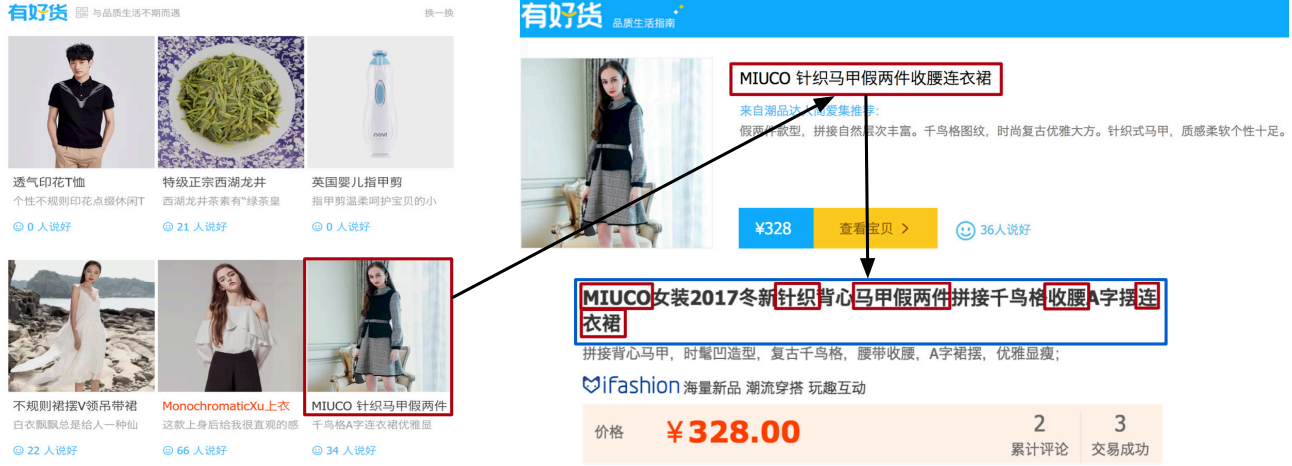 有好货 与品质生活不期而遇 换一换
透气印花T恤
个性不规则印花点缀休闲T
0 人说好
特级正宗西湖龙井
西湖龙井茶素有"绿茶皇
21 人说好
novi
英国婴儿指甲剪
指甲剪温柔呵护宝贝的小
0 人说好
不规则裙摆V领吊带裙
白衣飘飘总是给人一种仙
22 人说好
MonochromaticXu上衣
这款上身后给我很直观的感
66 人说好
MIUCO 针织马甲假两件
千鸟格A字连衣裙优雅显
34 人说好
有好货 品质生活指南
MIUCO 针织马甲假两件收腰连衣裙
来自潮品达人 爱集推荐:
假两件款型，拼接自然层次丰富。千鸟格图纹，时尚复古优雅大方。针织式马甲，质感柔软个性十足。
¥328 查看宝贝 >
36人说好
MIUCO女装2017冬新针织背心马甲假两件拼接千鸟格收腰A字摆连
衣裙
拼接背心马甲，时髦凹造型，复古千鸟格，腰带收腰，A字裙摆，优雅显瘦；
ifashion 海量新品 潮流穿搭 玩趣互动
价格 ¥328.00
2
累计评论
3
交易成功